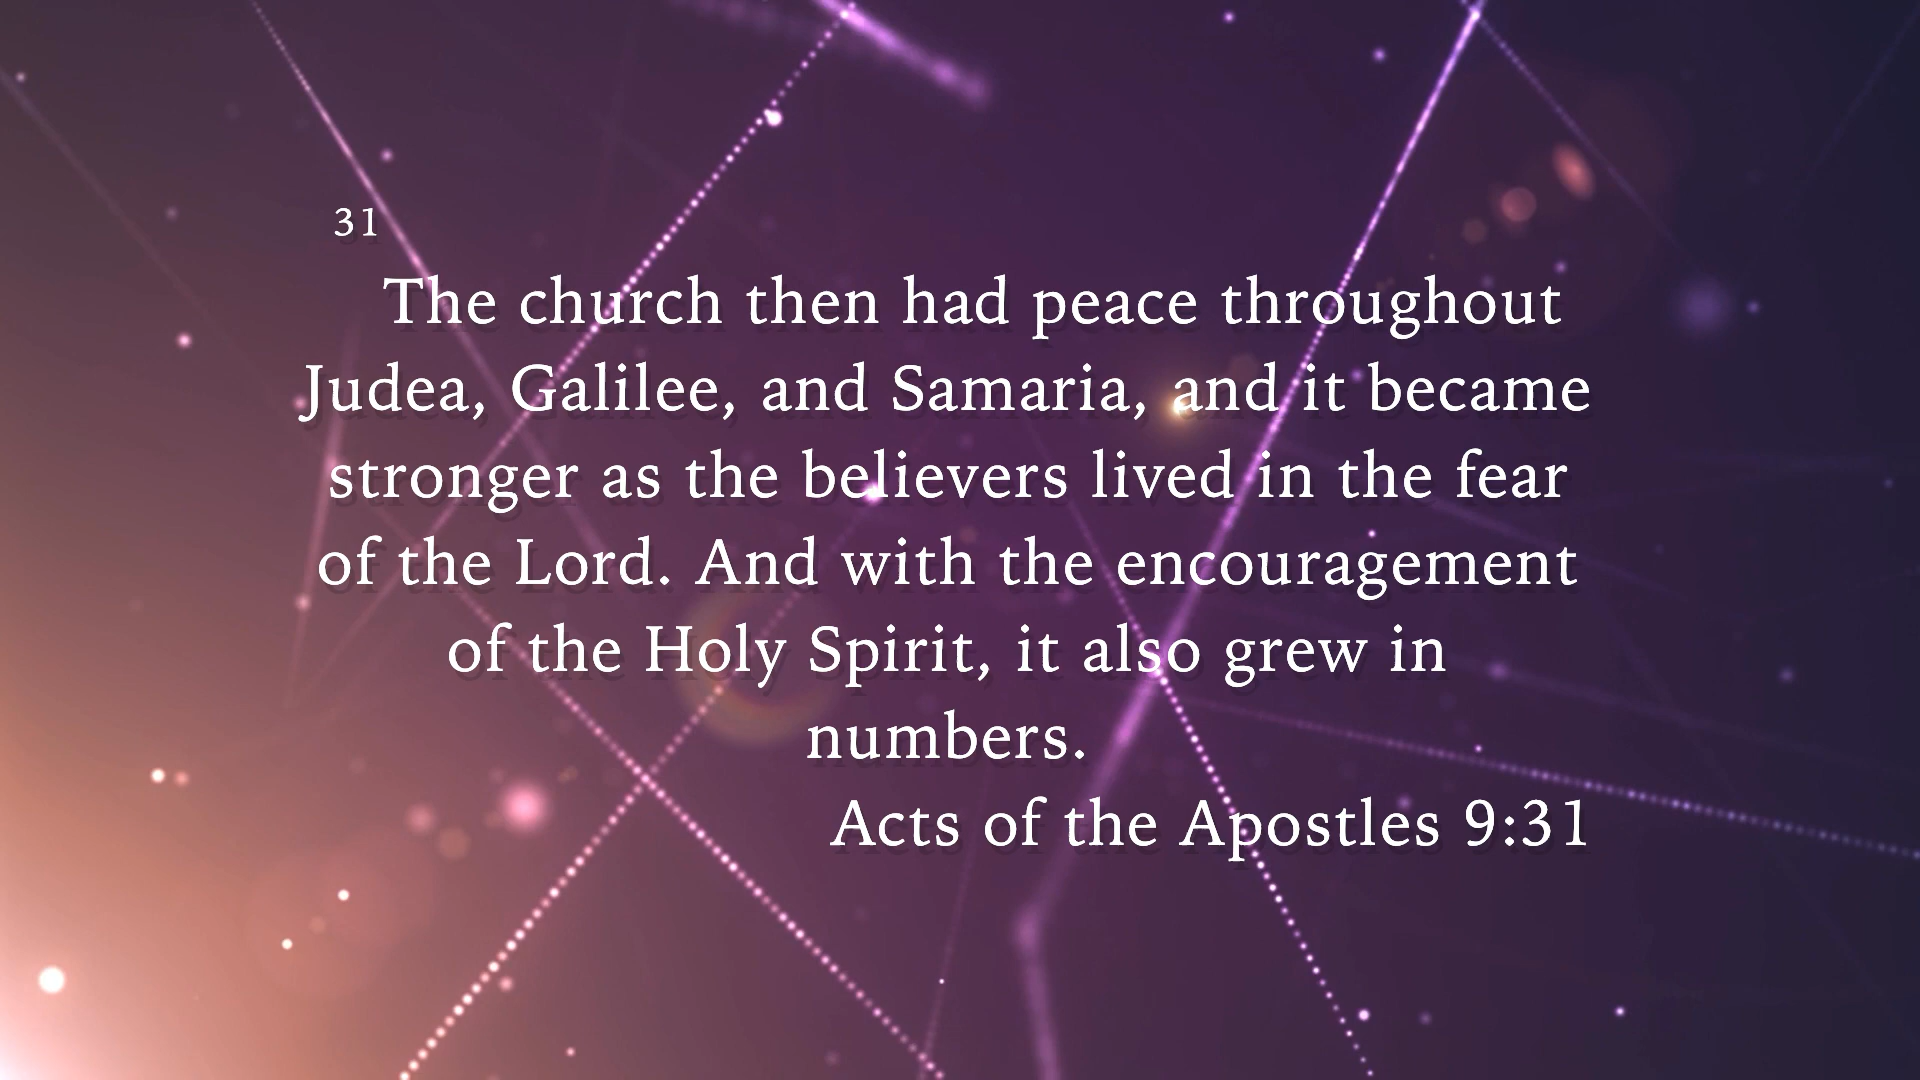 31
The church then had peace throughout
Judea, Galilee, and Samaria, and it became
stronger as the believers lived in the fear
of the Lord. And with the encouragement
of the Holy Spirit, it also grew in
numbers.
Acts of the Apostles 9:31